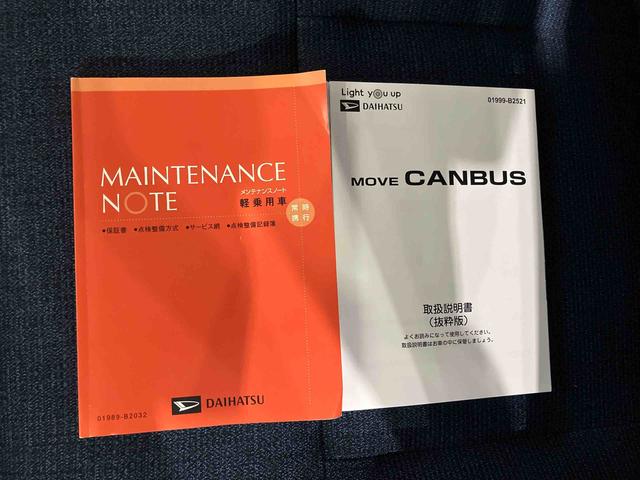 MAINTENANCE
NOTE
メンテナンスノート
軽乗用車
常時
携行
●保証書 ●点検整備方式 ●サービス網 ●点検整備記録簿
DAIHATSU
01989-B2032
Light you up
DAIHATSU
01999-B2521
MOVE CANBUS
取扱説明書
(抜粋版)
よくお読みになって使用してください。
取扱説明書はお車の中に保管しましょう。